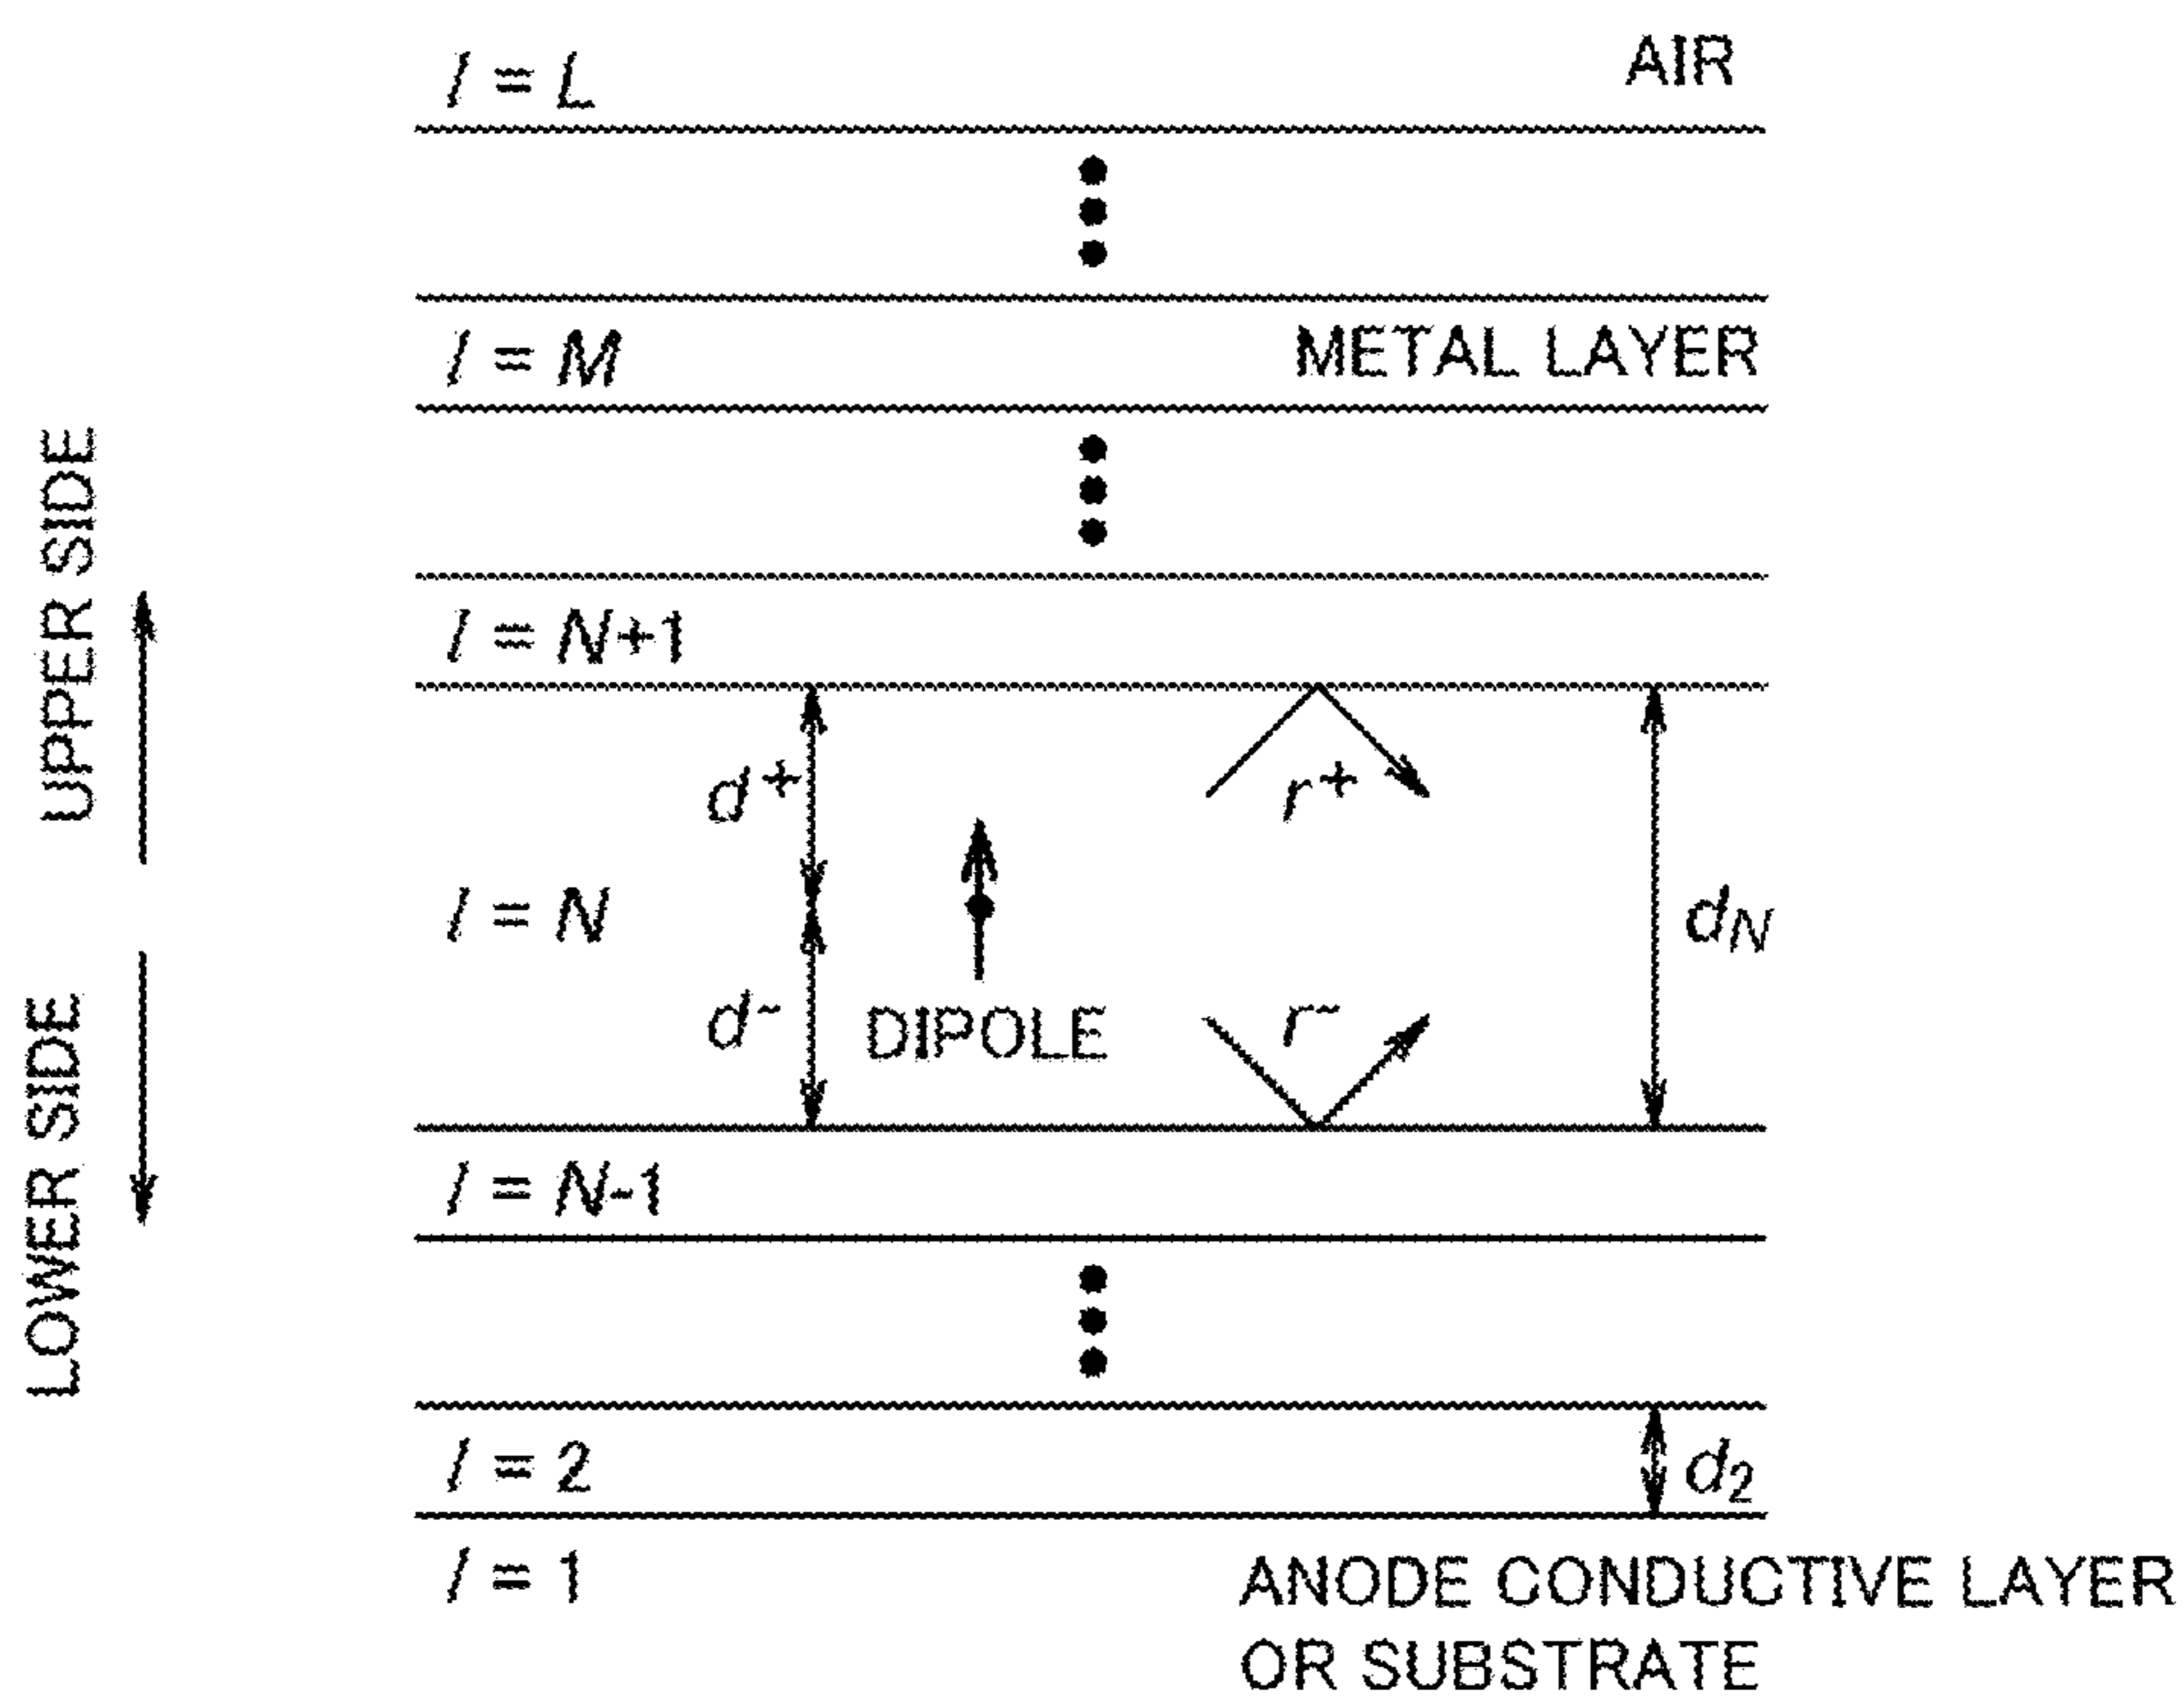 l = L
AIR
l = M
METAL LAYER
UPPER SIDE
l = N+1
d+
r+
l = N
dN
d-
DIPOLE
r-
LOWER SIDE
l = N-1
l = 2
d2
l = 1
ANODE CONDUCTIVE LAYER
OR SUBSTRATE